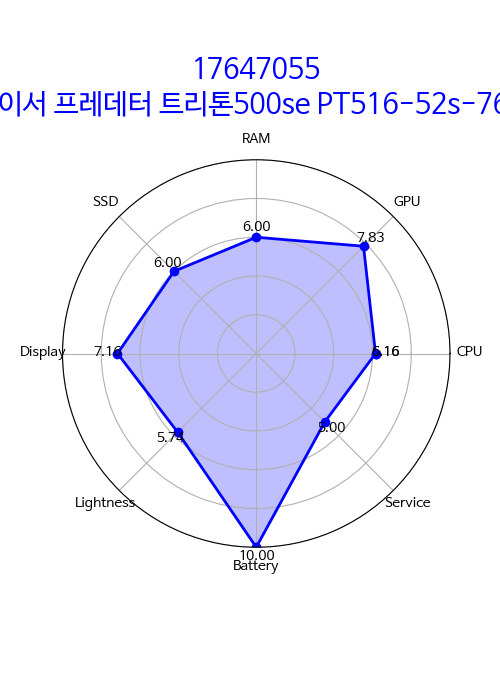 17647055
이서 프레데터 트리톤500se PT516-52s-76
RAM
SSD
GPU
6.00
7.83
6.00
Display
7.16
6.16
CPU
5.74
5.00
Lightness
Service
10.00
Battery